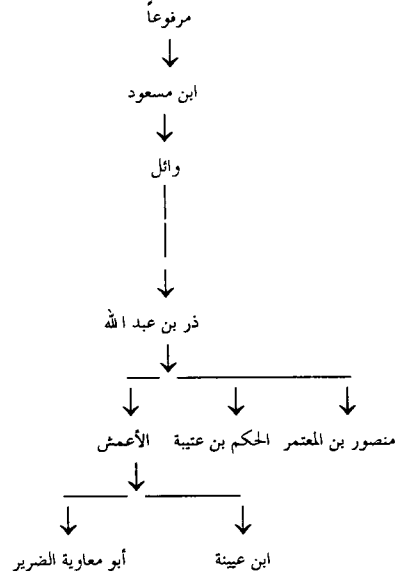 مرفوعاً
ابن مسعود
وائل
ذر بن عبد الله
منصور بن المعتمر الحكم بن عتيبة الأعمش
ابن عيينة أبو معاوية الضرير